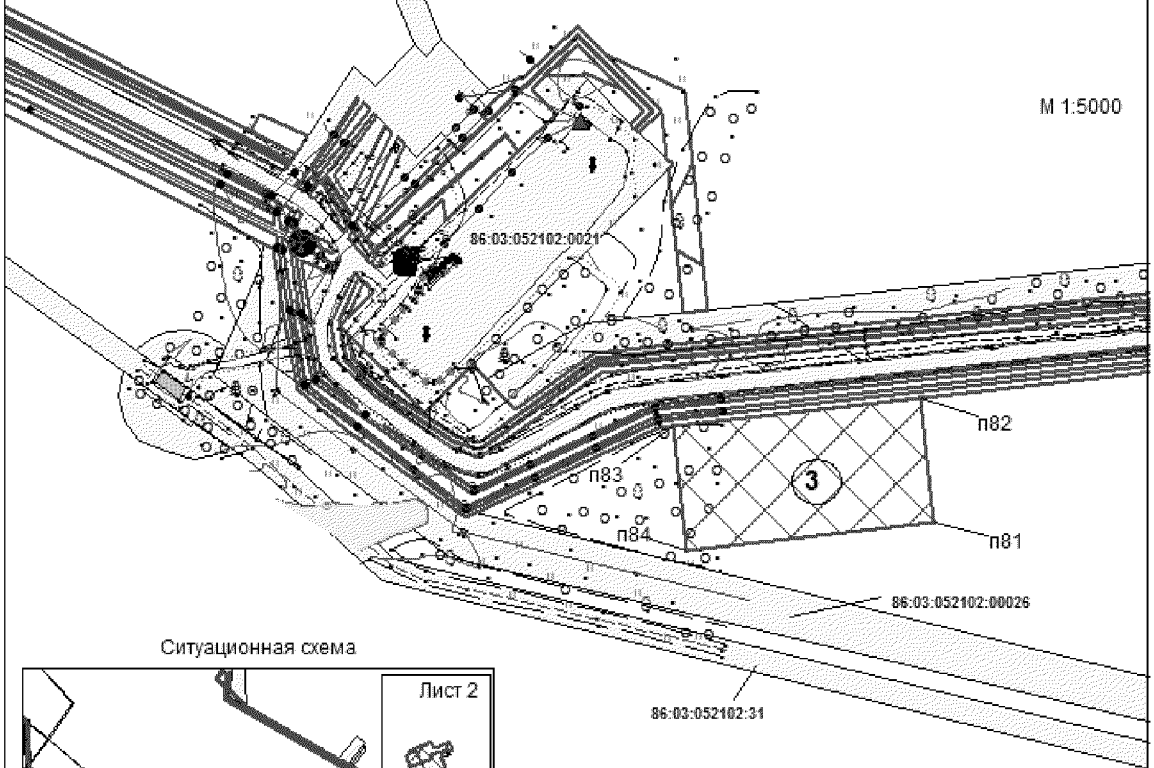 М 1:5000
86:03:052102:0021
п82
п83
3
п84
п81
86:03:052102:00026
Ситуационная схема
Лист 2
86:03:052102:31